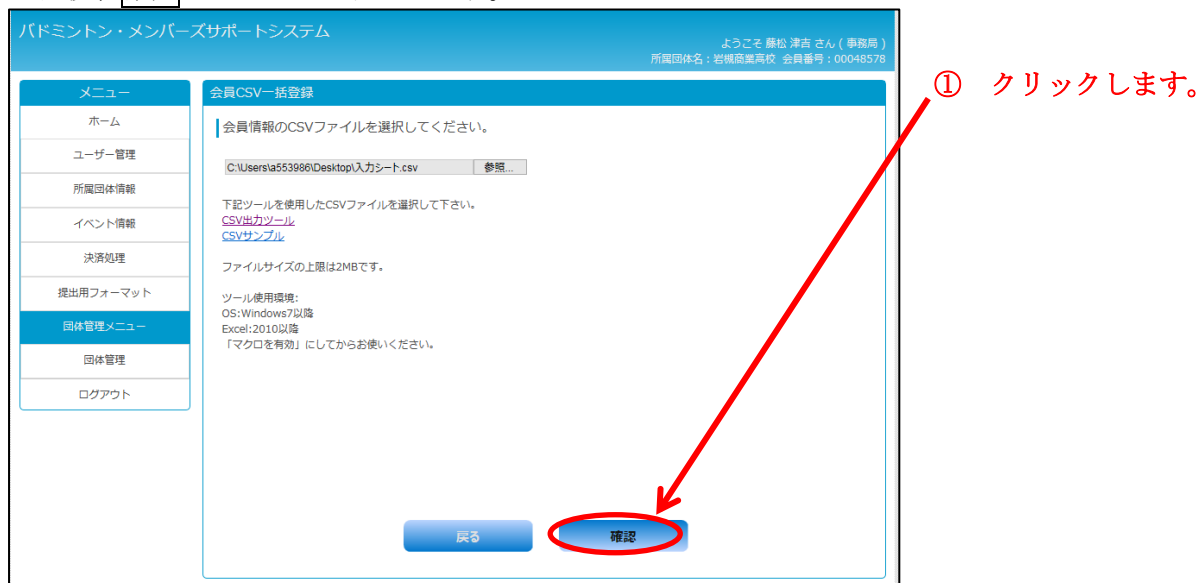 バドミントン・メンバーズサポートシステム
ようこそ 藤松 津吉 さん ( 事務局 )
所属団体名 : 岩槻商業高校 会員番号 : 00048578
① クリックします。
メニュー
ホーム
ユーザー管理
所属団体情報
イベント情報
決済処理
提出用フォーマット
団体管理メニュー
団体管理
ログアウト
会員CSV一括登録
会員情報のCSVファイルを選択してください。
C:\Users\a553986\Desktop\入力シート.csv 参照...
下記ツールを使用したCSVファイルを選択して下さい。
CSV出力ツール
CSVサンプル
ファイルサイズの上限は2MBです。
ツール使用環境:
OS:Windows7以降
Excel:2010以降
「マクロを有効」にしてからお使いください。
戻る 確認